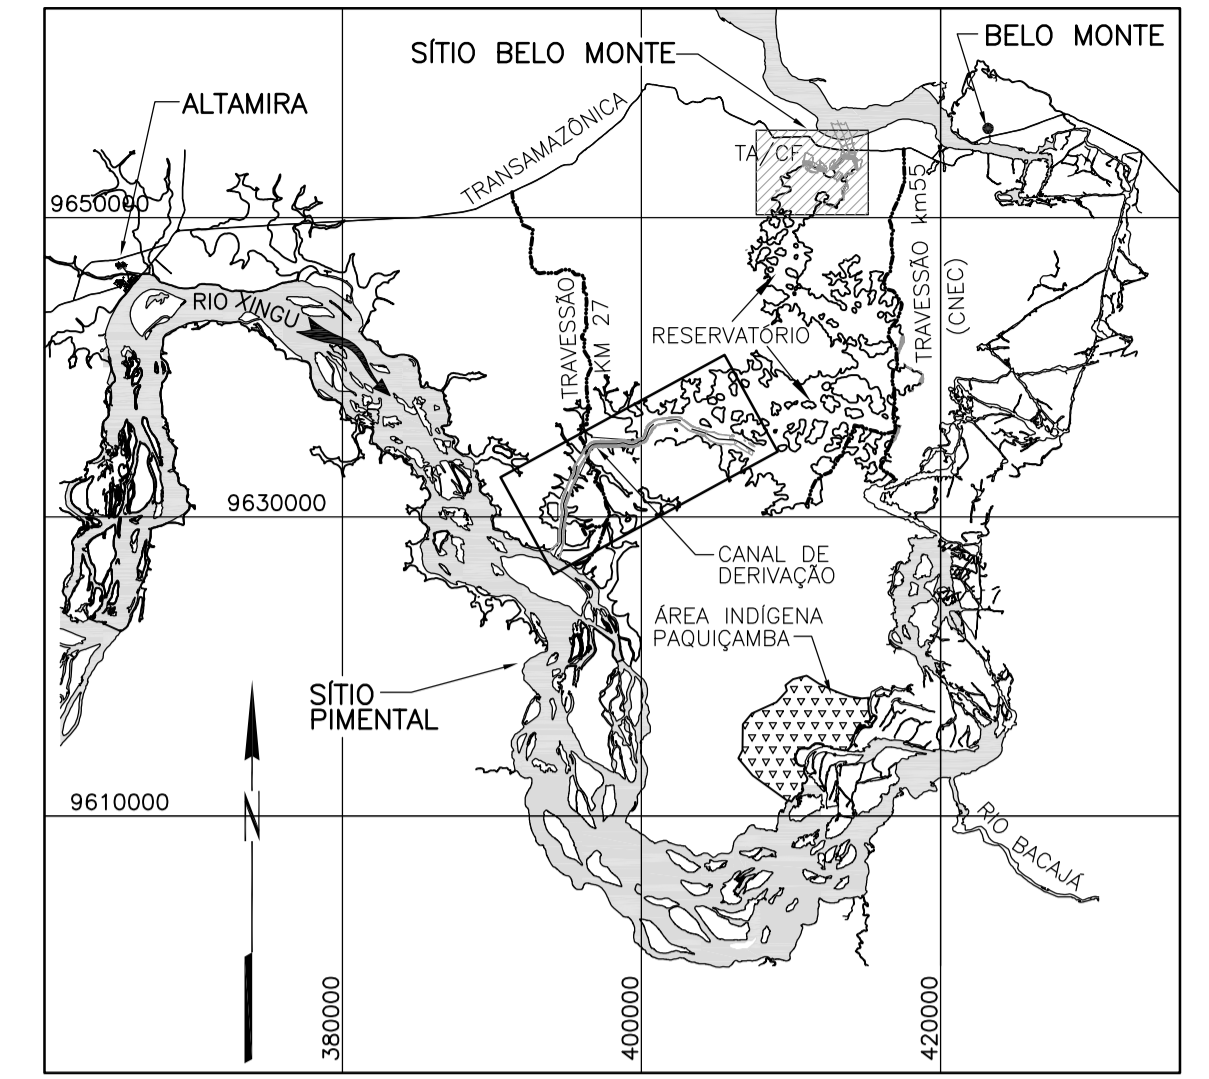 BELO MONTE
SÍTIO BELO MONTE
ALTAMIRA
TRANSAMAZÔNICA
TA/CF
9650000
TRAVESSÃO km55
(CNEC)
RIO XINGU
TRAVESSÃO
KM 27
RESERVATÓRIO
9630000
CANAL DE
DERIVAÇÃO
ÁREA INDÍGENA
PAQUIÇAMBA
SÍTIO
PIMENTAL
9610000
N
RIO BACAJÁ
380000
4000000
420000